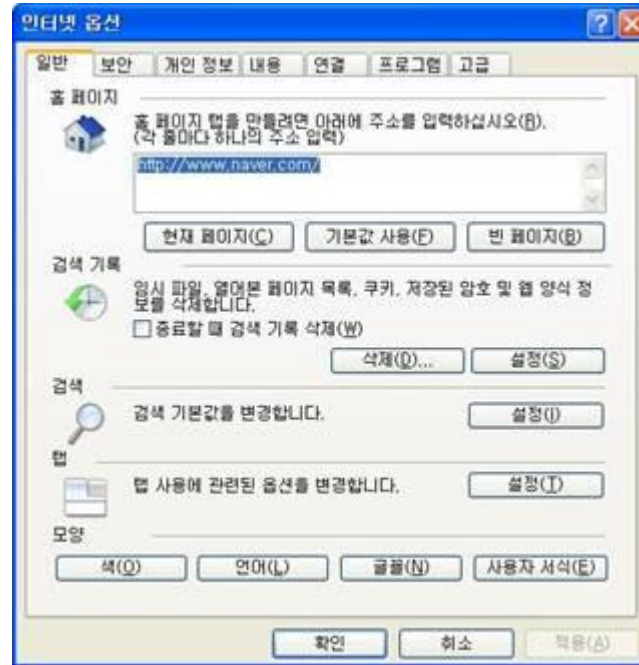 인터넷 옵션
일반 보안 개인 정보 내용 연결 프로그램 고급
홈 페이지
홈 페이지 탭을 만들려면 아래에 주소를 입력하십시오(R).
(각 줄마다 하나의 주소 입력)
http://www.naver.com/
현재 페이지(C) 기본값 사용(F) 빈 페이지(B)
검색 기록
임시 파일, 열어본 페이지 목록, 쿠키, 저장된 암호 및 웹 양식 정
보를 삭제합니다.
종료할 때 검색 기록 삭제(W)
삭제(D)... 설정(S)
검색
검색 기본값을 변경합니다.
설정(I)
탭
탭 사용에 관련된 옵션을 변경합니다.
설정(T)
모양
색(O) 언어(L) 글꼴(N) 사용자 서식(E)
확인 취소 적용(A)